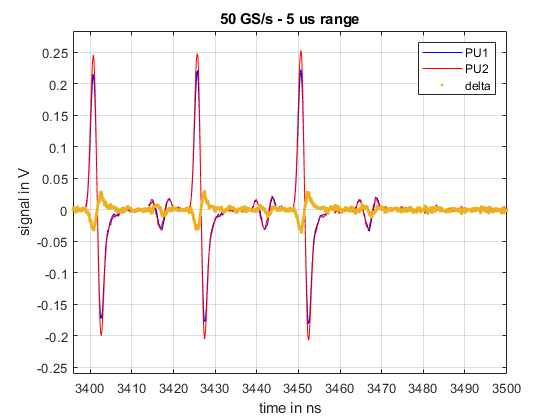 50 GS/s - 5 us range
PU1
PU2
delta
signal in V
0.25
0.2
0.15
0.1
0.05
0
-0.05
-0.1
-0.15
-0.2
-0.25
3400 3410 3420 3430 3440 3450 3460 3470 3480 3490 3500
time in ns